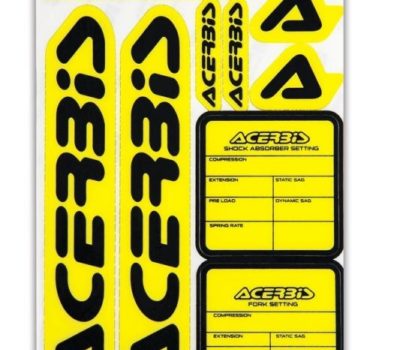 ACERBIS
ACERBIS
ACERBIS
ACERBIS
ACERBIS
SHOCK ABSORBER SETTING
COMPRESSION
EXTENSION STATIC SAG
PRE LOAD DYNAMIC SAG
SPRING RATE
ACERBIS
FORK SETTING
COMPRESSION
EXTENSION STATIC SAG